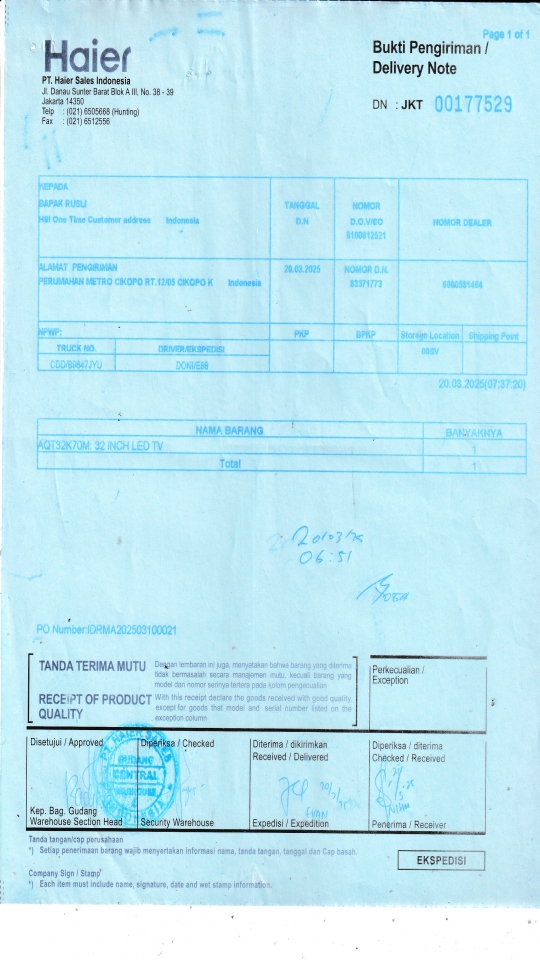 Page 1 of 1
Haier
Bukti Pengiriman /
Delivery Note
PT. Haier Sales Indonesia
Jl. Danau Sunter Barat Blok A III, No. 38 - 39
Jakarta 14350
Telp : (021) 6505668 (Hunting)
Fax : (021) 6512556
DN : JKT 00177529
KEPADA
BAPAK RUSLI
HSI One Time Customer address Indonesia
TANGGAL
D.N
NOMOR
D.O.V/SO
NOMOR DEALER
ALAMAT PENGIRIMAN
PERUMAHAN METRO CIKOPO RT.12/05 CIKOPO K Indonesia
20.03.2025
NOMOR D.N.
83371773
NPWP:
PKP
BPKP
Storage Location
Shipping Point
TRUCK NO.
DRIVER/EKSPEDISI
20.03.2025(07:37:20)
NAMA BARANG
BANYAKNYA
AQT32K70M: 32 INCH LED TV
1
Total
1
20/03/25
06:51
PO Number:IDRMA202503100021
TANDA TERIMA MUTU
Dengan lembaran ini juga, menyatakan bahwa barang yang diterima
tidak bermasalah secara manajemen mutu, kecuali barang yang
model dan nomor serinnya tertera pada kolom pengecualian
RECEIPT OF PRODUCT
QUALITY
With this receipt declare the goods received with good quality,
except for goods that model and serial number listed on the
exception column
Perkecualian /
Exception
Disetujui / Approved
Diperiksa / Checked
Diterima / dikirimkan
Received / Delivered
Diperiksa / diterima
Checked / Received
GUDANG
CENTRAL
WAREHOUSE
Kep. Bag. Gudang
Warehouse Section Head
Security Warehouse
Expedisi / Expedition
Penerima / Receiver
Tanda tangan/cap perusahaan
*) Setiap penerimaan barang wajib menyertakan informasi nama, tanda tangan, tanggal dan Cap basah.
EKSPEDISI
Company Sign / Stamp
*) Each item must include name, signature, date and wet stamp information.